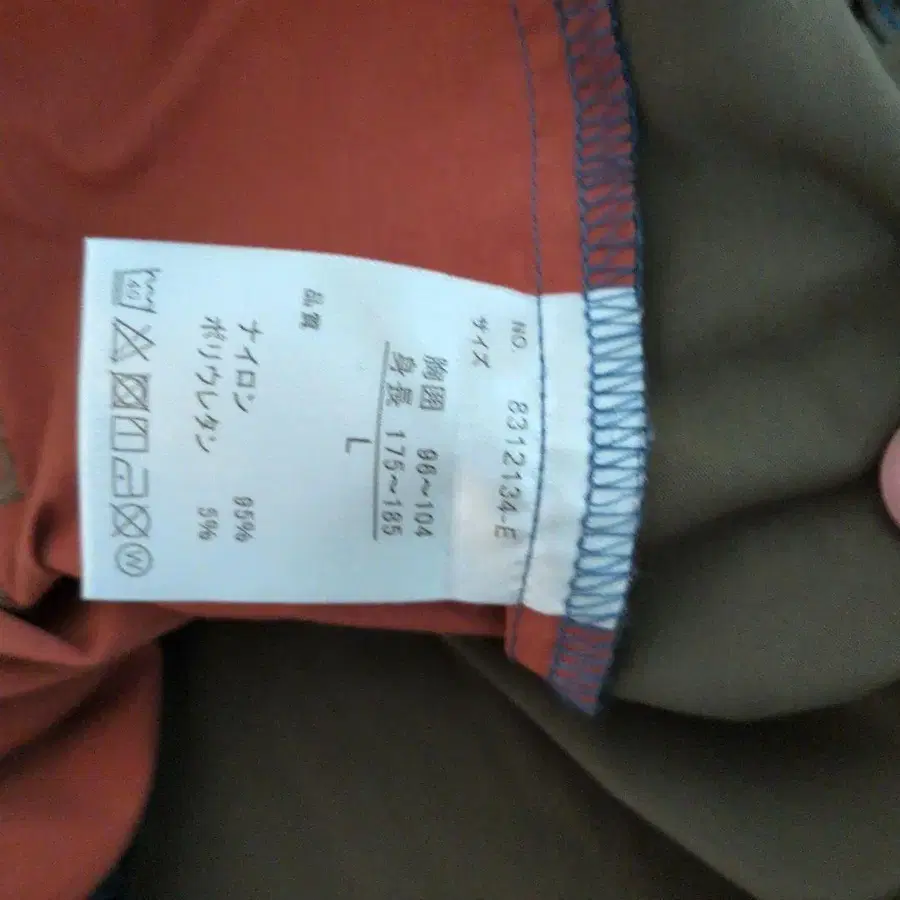 NO. 8312134-E
サイズ
胸囲 96~104
身長 175~185
L
品質
ナイロン 95%
ポリウレタン 5%
40
W